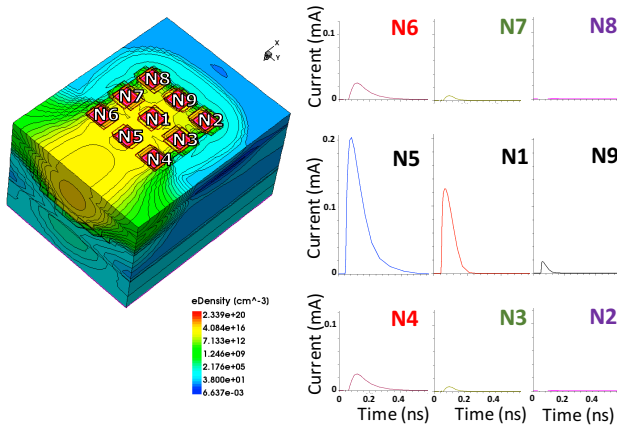 X
Y
N8
N7
N9
N6
N1
N2
N5
N3
N4
eDensity (cm^-3)
2.339e+20
4.084e+16
7.133e+12
1.246e+09
2.176e+05
3.800e+01
6.637e-03
Current (mA)
0.1
0
N6
N7
N8
Current (mA)
0.2
0.1
0
N5
N1
N9
Current (mA)
0.2
0
N4
N3
N2
0 0.2 0.4
0 0.2 0.4
0 0.2 0.4
Time (ns)
Time (ns)
Time (ns)